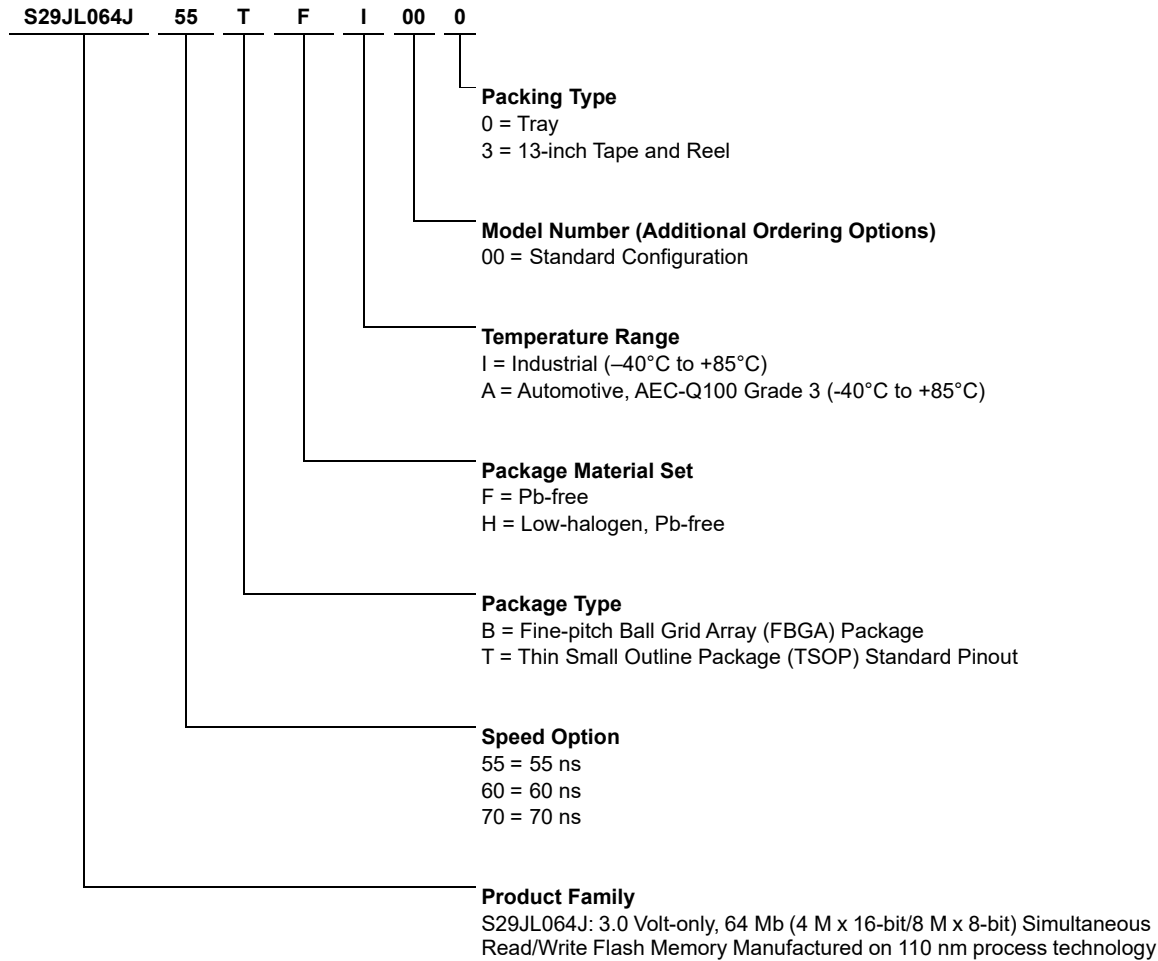 S29JL064J 55 T F I 00 0
Packing Type
0 = Tray
3 = 13-inch Tape and Reel
Model Number (Additional Ordering Options)
00 = Standard Configuration
Temperature Range
I = Industrial (–40°C to +85°C)
A = Automotive, AEC-Q100 Grade 3 (-40°C to +85°C)
Package Material Set
F = Pb-free
H = Low-halogen, Pb-free
Package Type
B = Fine-pitch Ball Grid Array (FBGA) Package
T = Thin Small Outline Package (TSOP) Standard Pinout
Speed Option
55 = 55 ns
60 = 60 ns
70 = 70 ns
Product Family
S29JL064J: 3.0 Volt-only, 64 Mb (4 M x 16-bit/8 M x 8-bit) Simultaneous
Read/Write Flash Memory Manufactured on 110 nm process technology